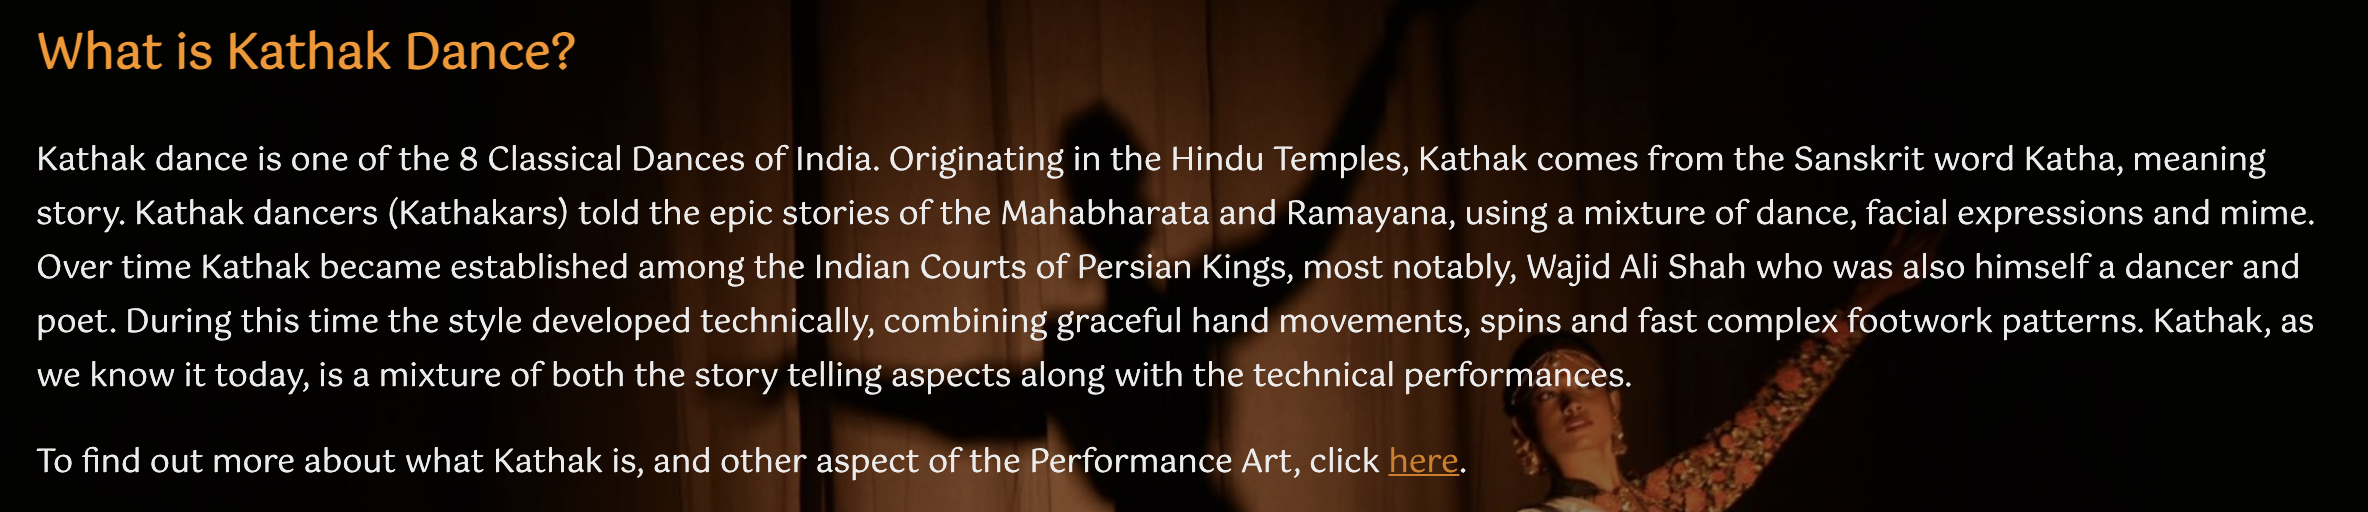 What is Kathak Dance?
Kathak dance is one of the 8 Classical Dances of India. Originating in the Hindu Temples, Kathak comes from the Sanskrit word Katha, meaning
story. Kathak dancers (Kathakars) told the epic stories of the Mahabharata and Ramayana, using a mixture of dance, facial expressions and mime.
Over time Kathak became established among the Indian Courts of Persian Kings, most notably, Wajid Ali Shah who was also himself a dancer and
poet. During this time the style developed technically, combining graceful hand movements, spins and fast complex footwork patterns. Kathak, as
we know it today, is a mixture of both the story telling aspects along with the technical performances.
To find out more about what Kathak is, and other aspect of the Performance Art, click here.